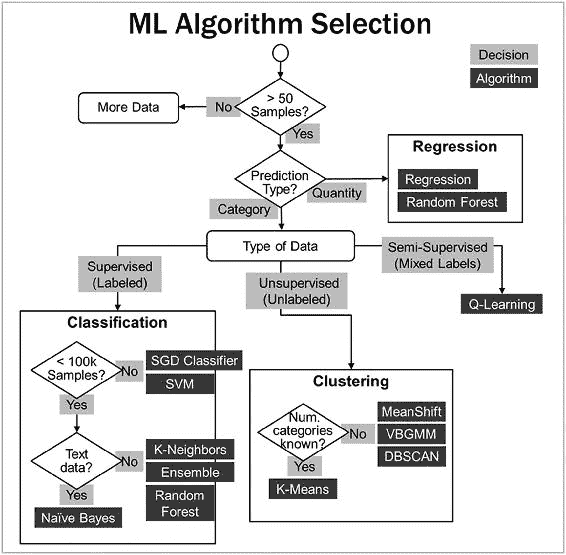 ML Algorithm Selection
Decision
Algorithm
> 50
Samples?
No
More Data
Yes
Prediction
Type?
Quantity
Category
Regression
Regression
Random Forest
Type of Data
Supervised
(Labeled)
Unsupervised
(Unlabeled)
Semi-Supervised
(Mixed Labels)
Q-Learning
Classification
< 100k
Samples?
No
SGD Classifier
SVM
Yes
Text
data?
No
K-Neighbors
Ensemble
Random
Forest
Yes
Naïve Bayes
Clustering
Num.
categories
known?
No
MeanShift
VBGMM
DBSCAN
Yes
K-Means